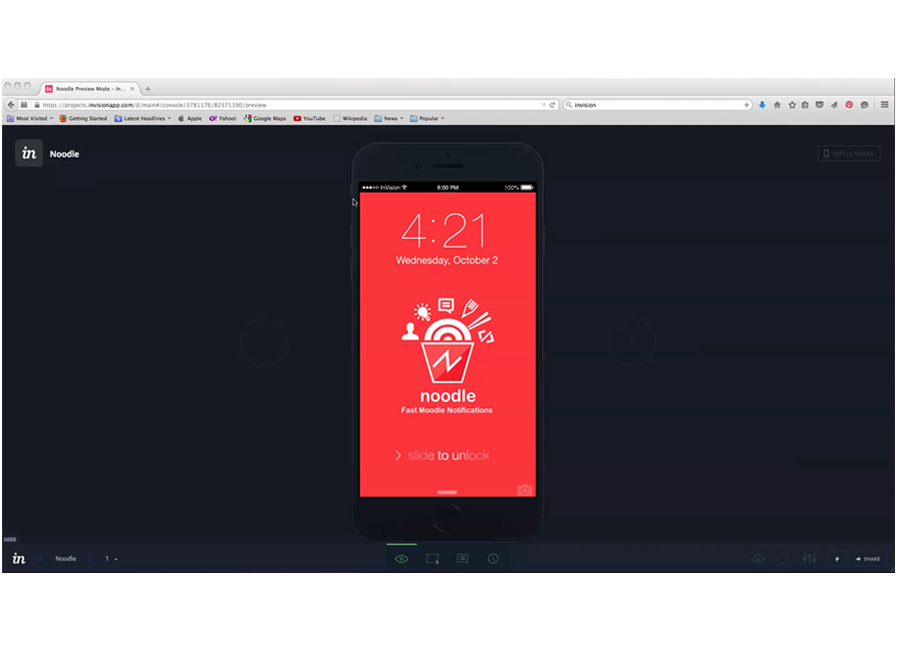 Noodle Preview Mode - In...
https://projects.invisionapp.com/d/main#/console/3781176/82371190/preview
invision
Most Visited
Getting Started
Latest Headlines
Apple
Yahoo!
Google Maps
YouTube
Wikipedia
News
Popular
in
Noodle
SMS to Mobile
InVision
8:00 PM
100%
4:21
Wednesday, October 2
noodle
Fast Moodle Notifications
slide to unlock
HIDE
in
Noodle
1
SHARE